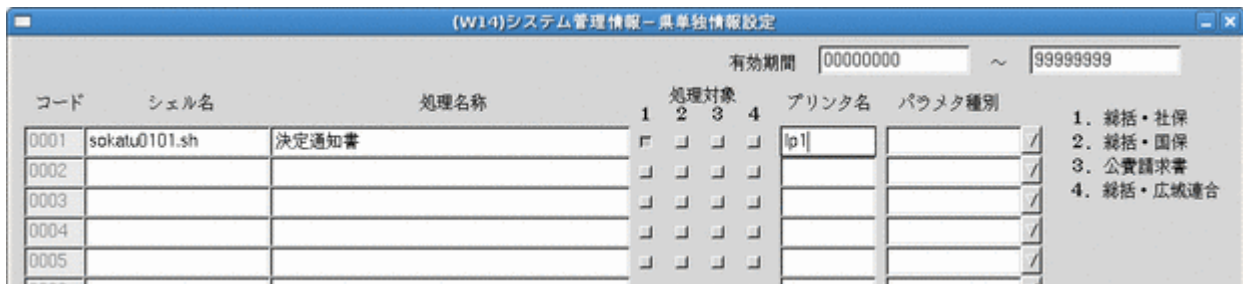 (W14)システム管理情報－県単独情報設定
有効期間 00000000 ～ 99999999
コード シェル名 処理名称 処理対象 プリンタ名 パラメタ種別
1 2 3 4
0001 sokatu0101.sh 決定通知書 lp1
0002
0003
0004
0005
1. 総括・社保
2. 総括・国保
3. 公費請求書
4. 総括・広域連合